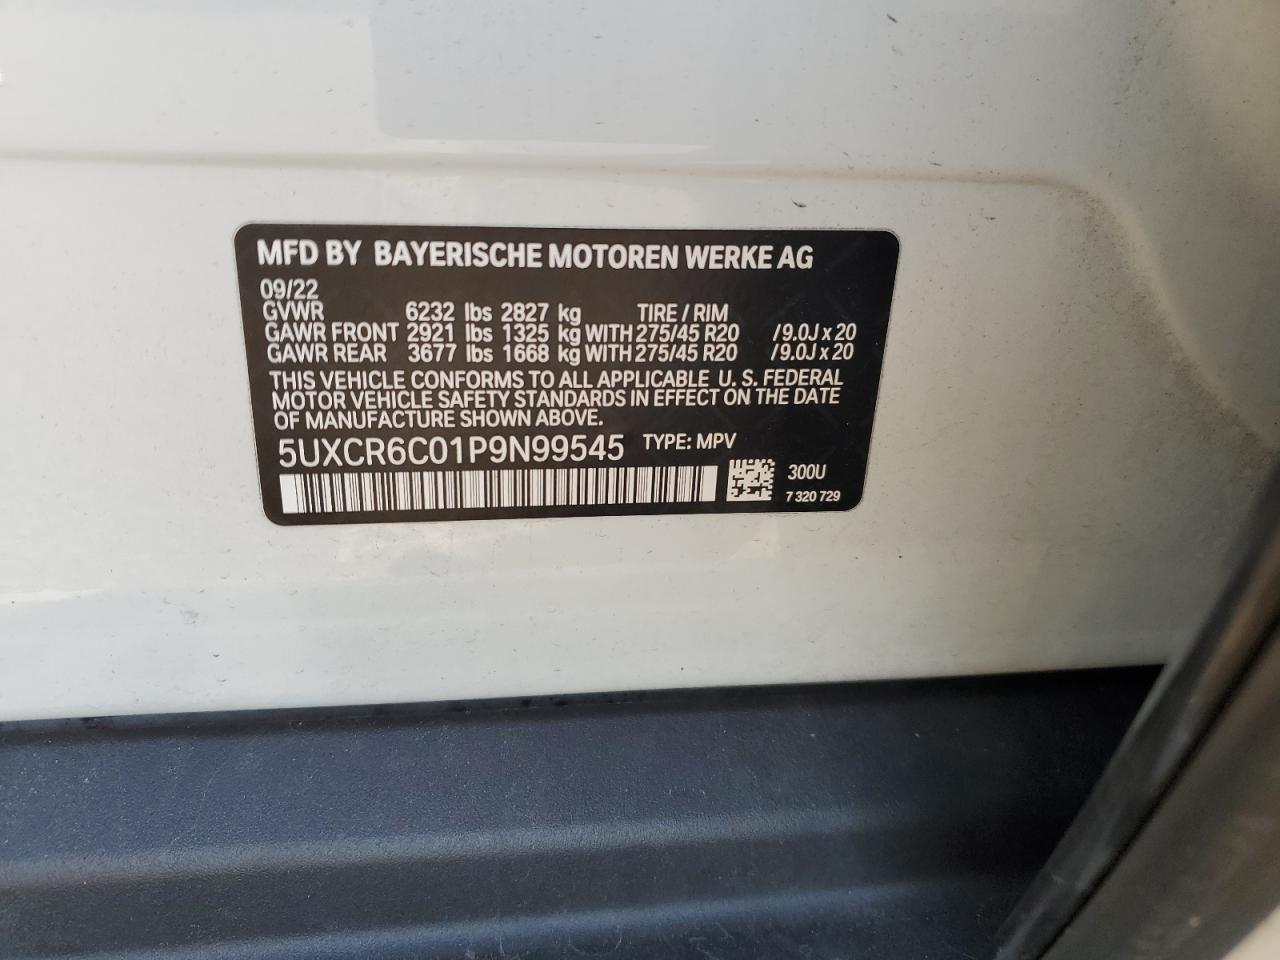 MFD BY BAYERISCHE MOTOREN WERKE AG
09/22
GVWR 6232 lbs 2827 kg TIRE / RIM
GAWR FRONT 2921 lbs 1325 kg WITH 275/45 R20 /9.0J x 20
GAWR REAR 3677 lbs 1668 kg WITH 275/45 R20 /9.0J x 20
THIS VEHICLE CONFORMS TO ALL APPLICABLE U. S. FEDERAL
MOTOR VEHICLE SAFETY STANDARDS IN EFFECT ON THE DATE
OF MANUFACTURE SHOWN ABOVE.
5UXCR6C01P9N99545 TYPE: MPV
300U
7 320 729